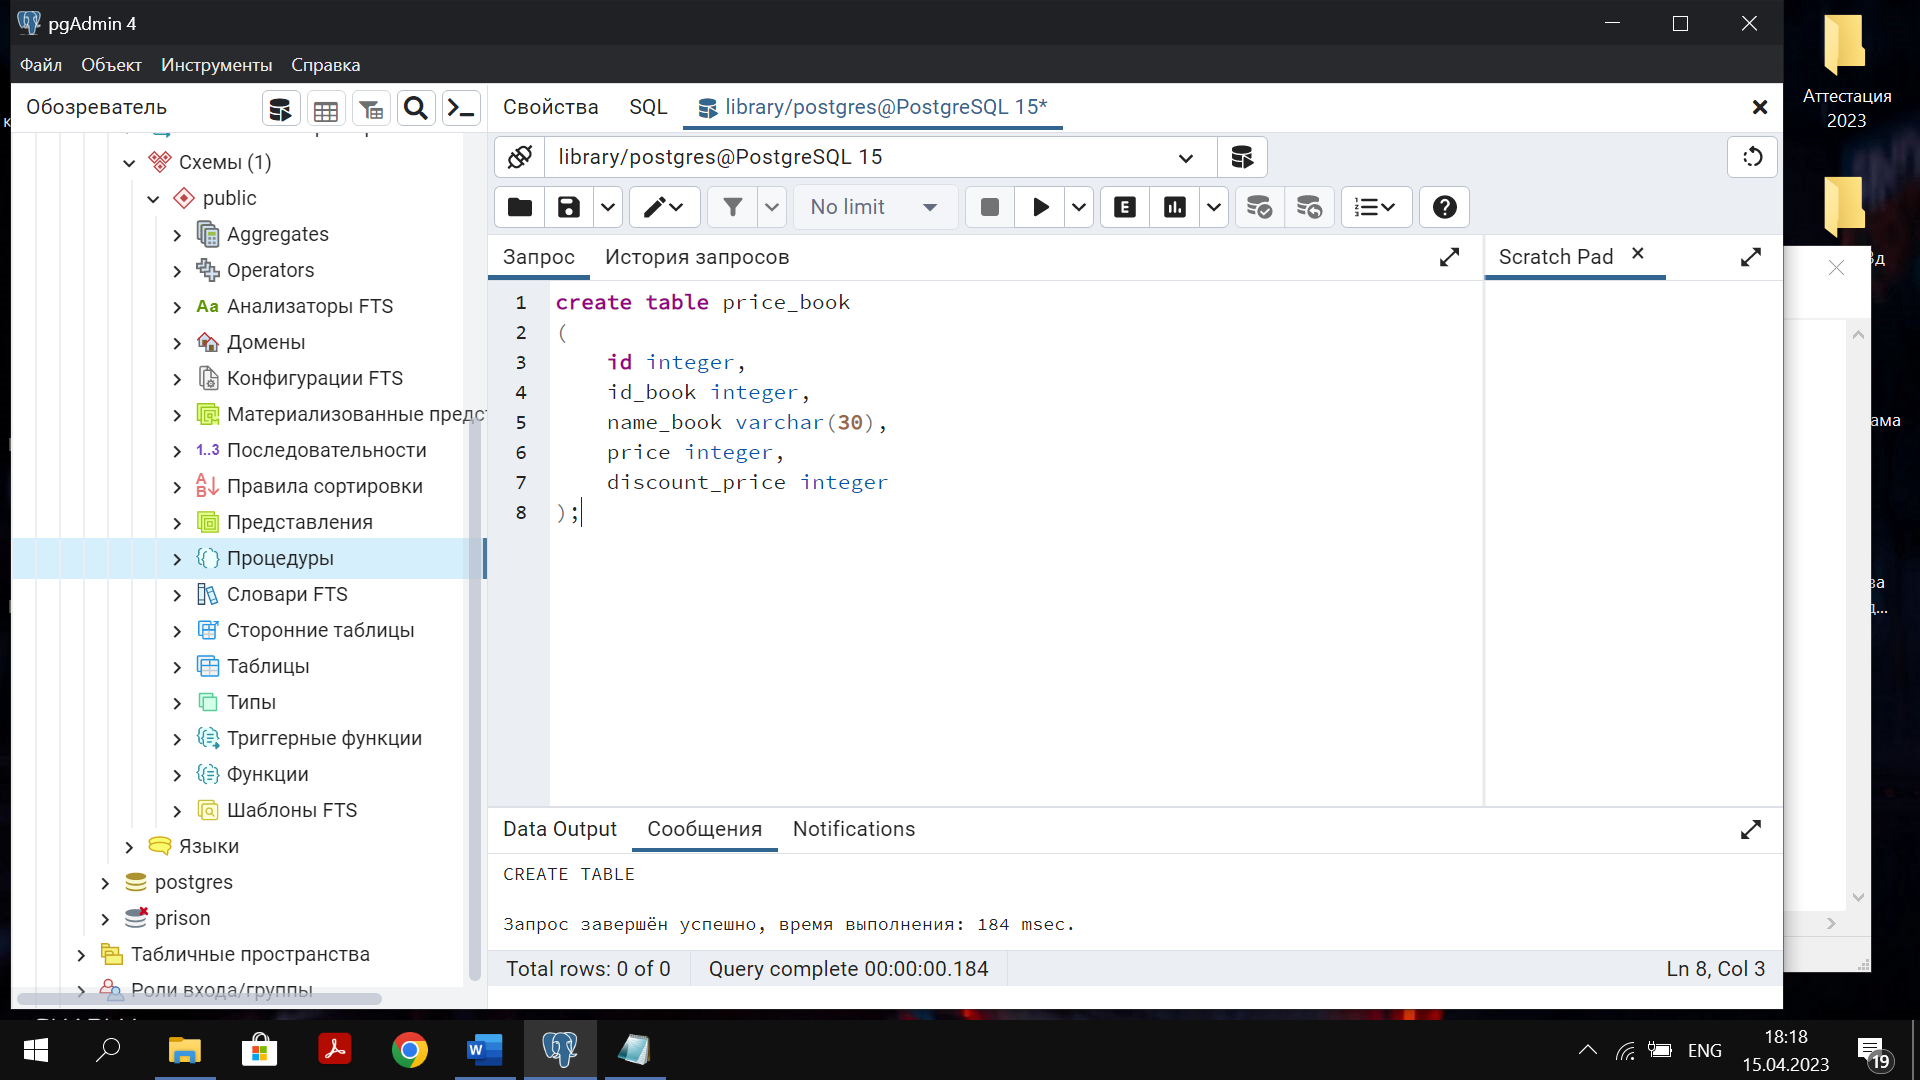 pgAdmin 4
Файл Объект Инструменты Справка
Обозреватель
Свойства SQL library/postgres@PostgreSQL 15*
library/postgres@PostgreSQL 15
No limit
Запрос История запросов
Scratch Pad
Схемы (1)
public
Aggregates
Operators
Анализаторы FTS
Домены
Конфигурации FTS
Материализованные
Последовательности
Правила сортировки
Представления
Процедуры
Словари FTS
Сторонние таблицы
Таблицы
Типы
Триггерные функции
Функции
Шаблоны FTS
Языки
postgres
prison
Табличные пространства
Роли входа/группы
1 create table price_book
2 (
3 id integer,
4 id_book integer,
5 name_book varchar(30),
6 price integer,
7 discount_price integer
8 );
Data Output Сообщения Notifications
CREATE TABLE
Запрос завершён успешно, время выполнения: 184 msec.
Total rows: 0 of 0 Query complete 00:00:00.184 Ln 8, Col 3
Аттестация
2023
ENG
18:18
15.04.2023
19